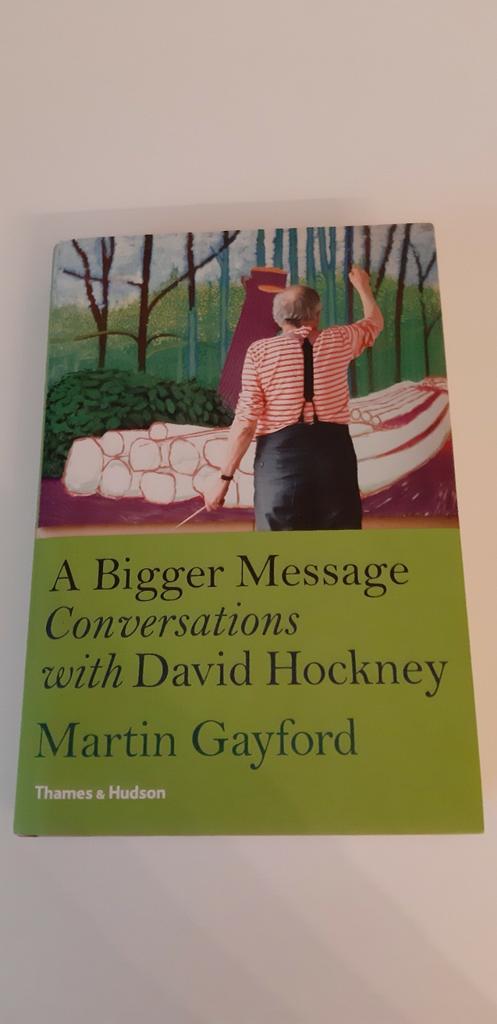 A Bigger Message
Conversations
with David Hockney
Martin Gayford
Thames & Hudson